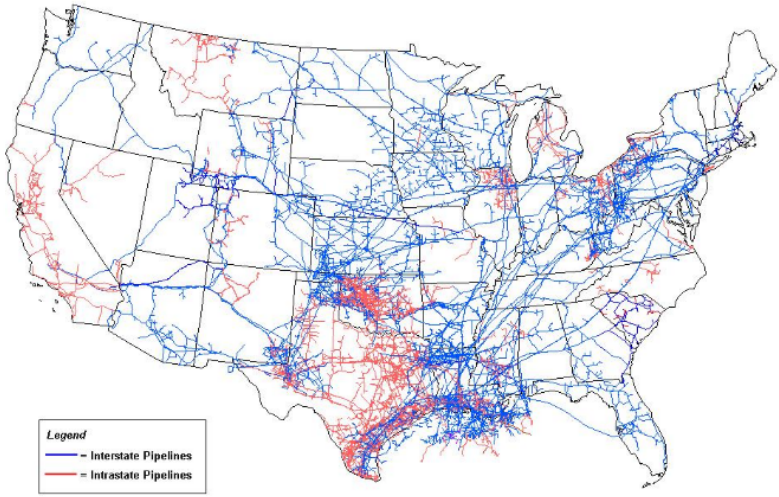 Legend
= Interstate Pipelines
= Intrastate Pipelines